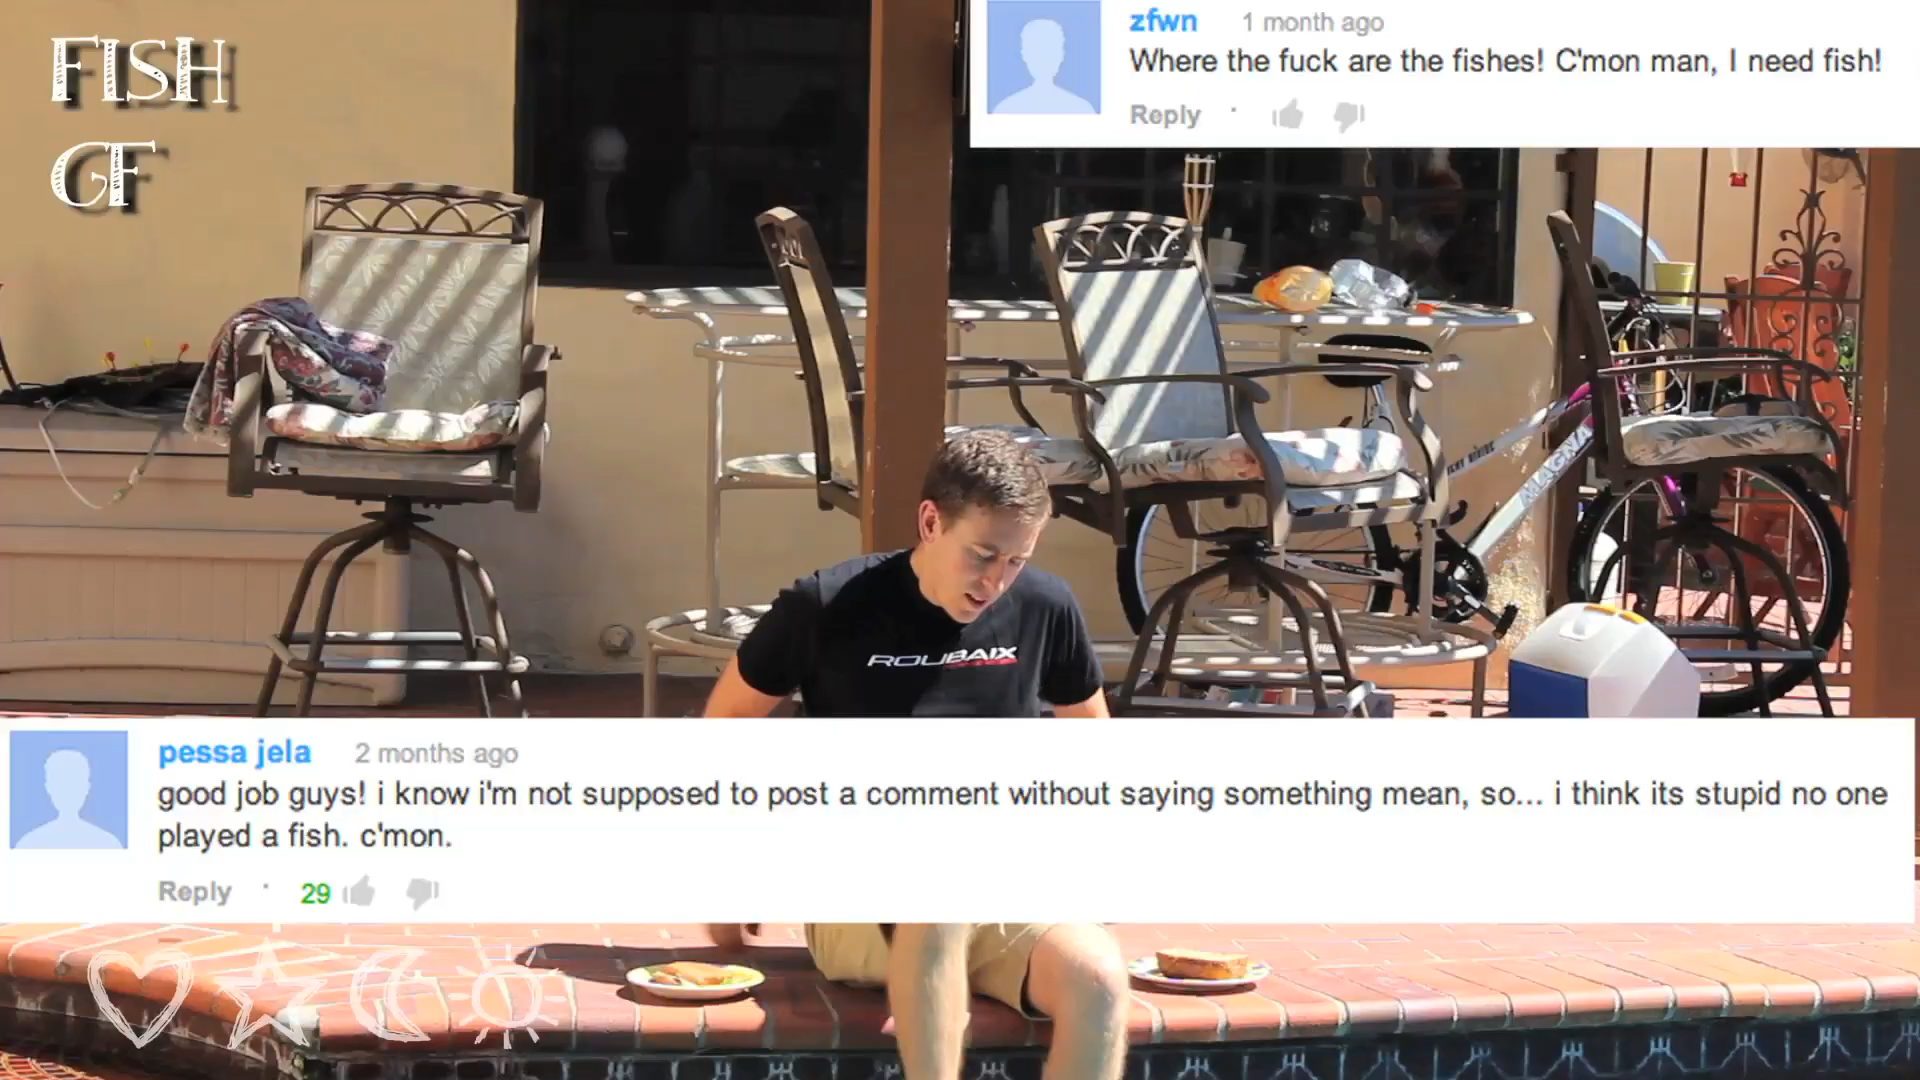 FISH
GF
zfwn 1 month ago
Where the fuck are the fishes! C'mon man, I need fish!
Reply
ROUBAIX
MAGNA
pessa jela 2 months ago
good job guys! i know i'm not supposed to post a comment without saying something mean, so... i think its stupid no one
played a fish. c'mon.
Reply · 29